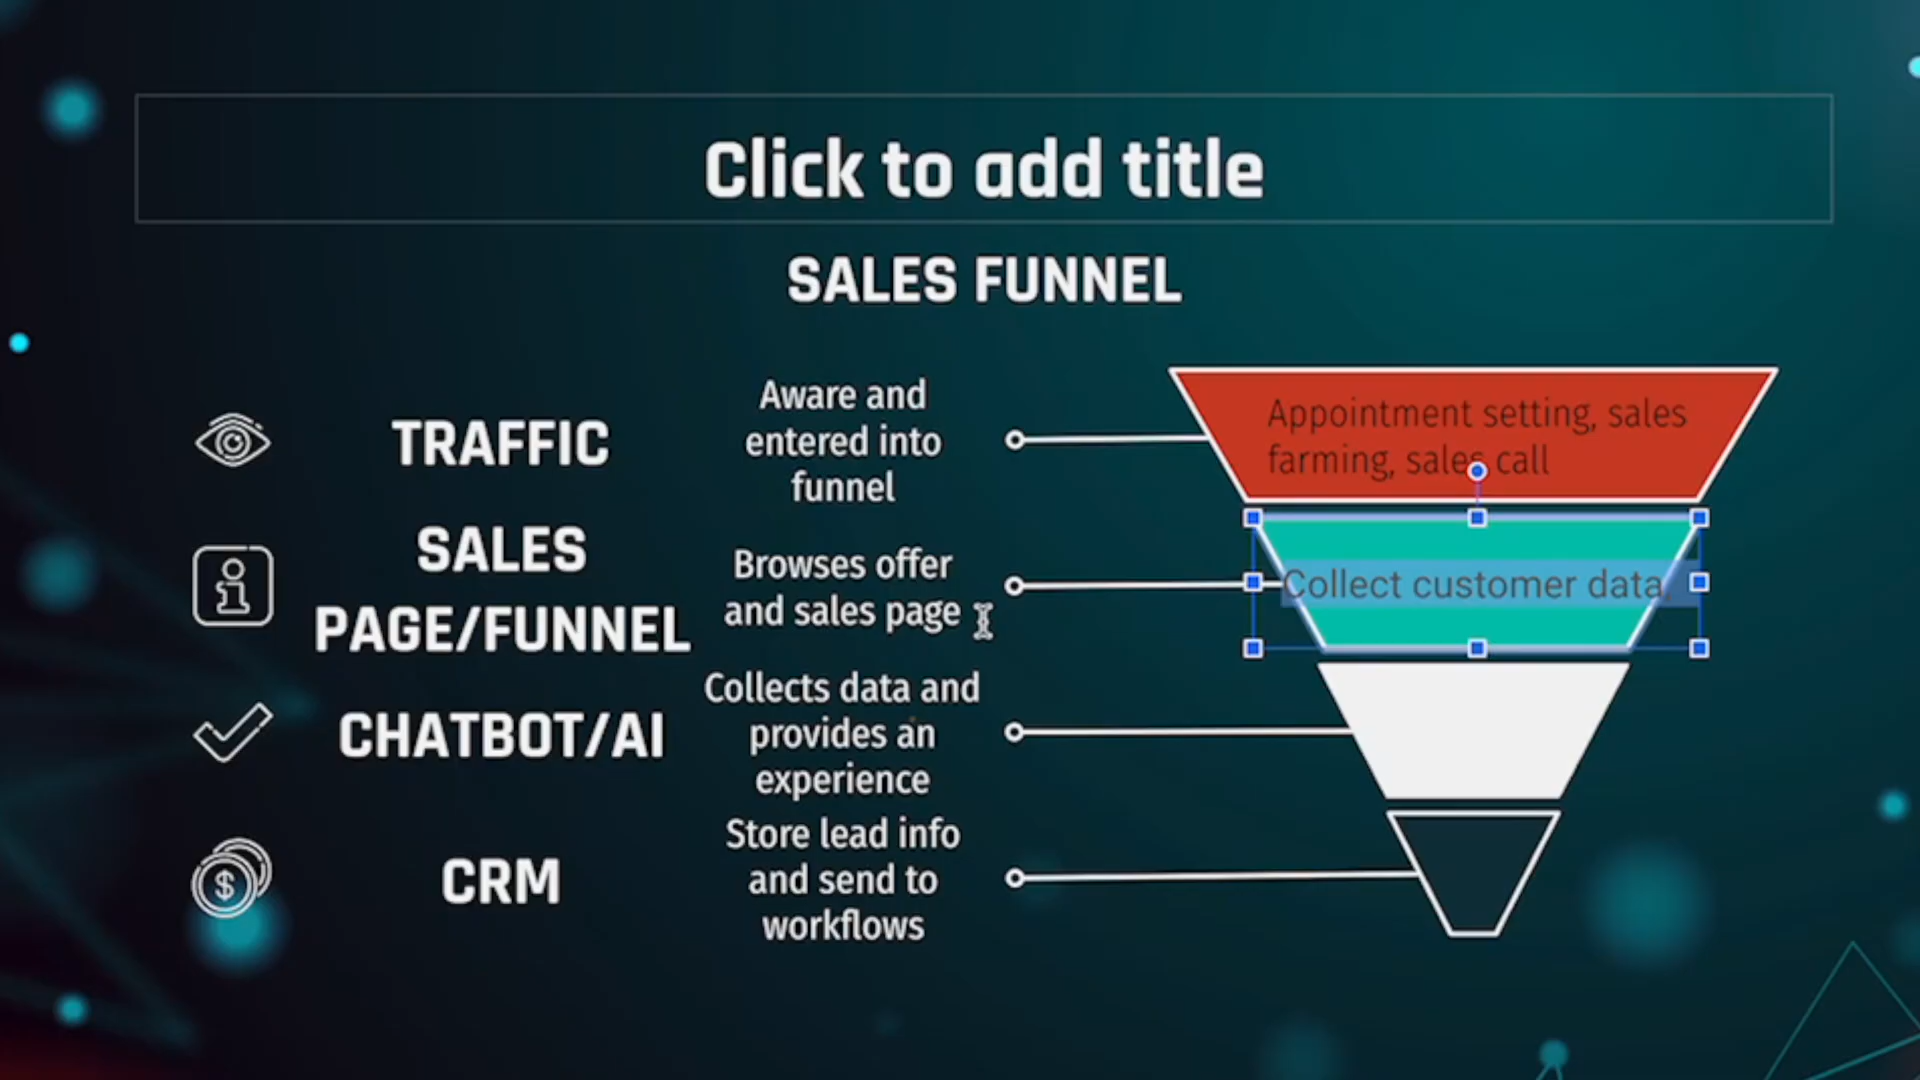 Click to add title
SALES FUNNEL
TRAFFIC
Aware and
entered into
funnel
Appointment setting, sales
farming, sales call
SALES
PAGE/FUNNEL
Browses offer
and sales page
Collect customer data,
CHATBOT/AI
Collects data and
provides an
experience
CRM
Store lead info
and send to
workflows